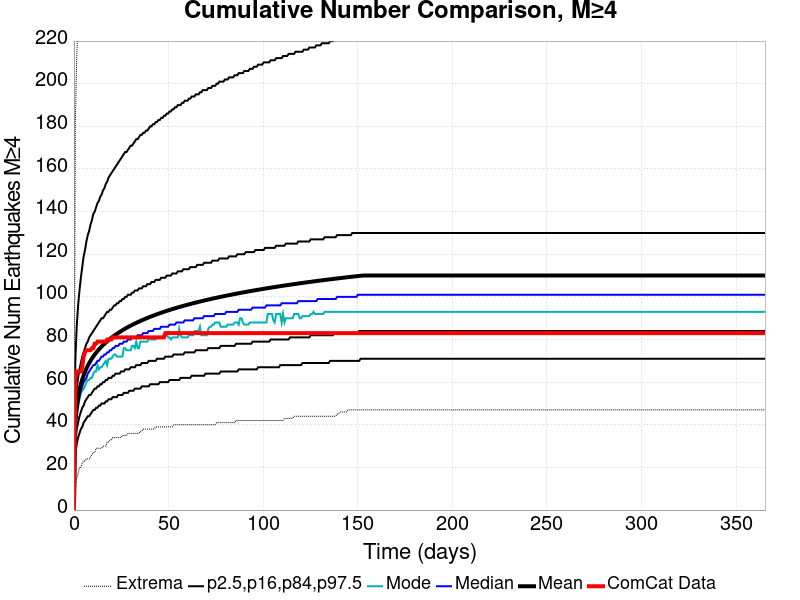 Cumulative Number Comparison, M≥4
Cumulative Num Earthquakes M≥4
220
200
180
160
140
120
100
80
60
40
20
0
0 50 100 150 200 250 300 350
Time (days)
Extrema p2.5,p16,p84,p97.5 Mode Median Mean ComCat Data